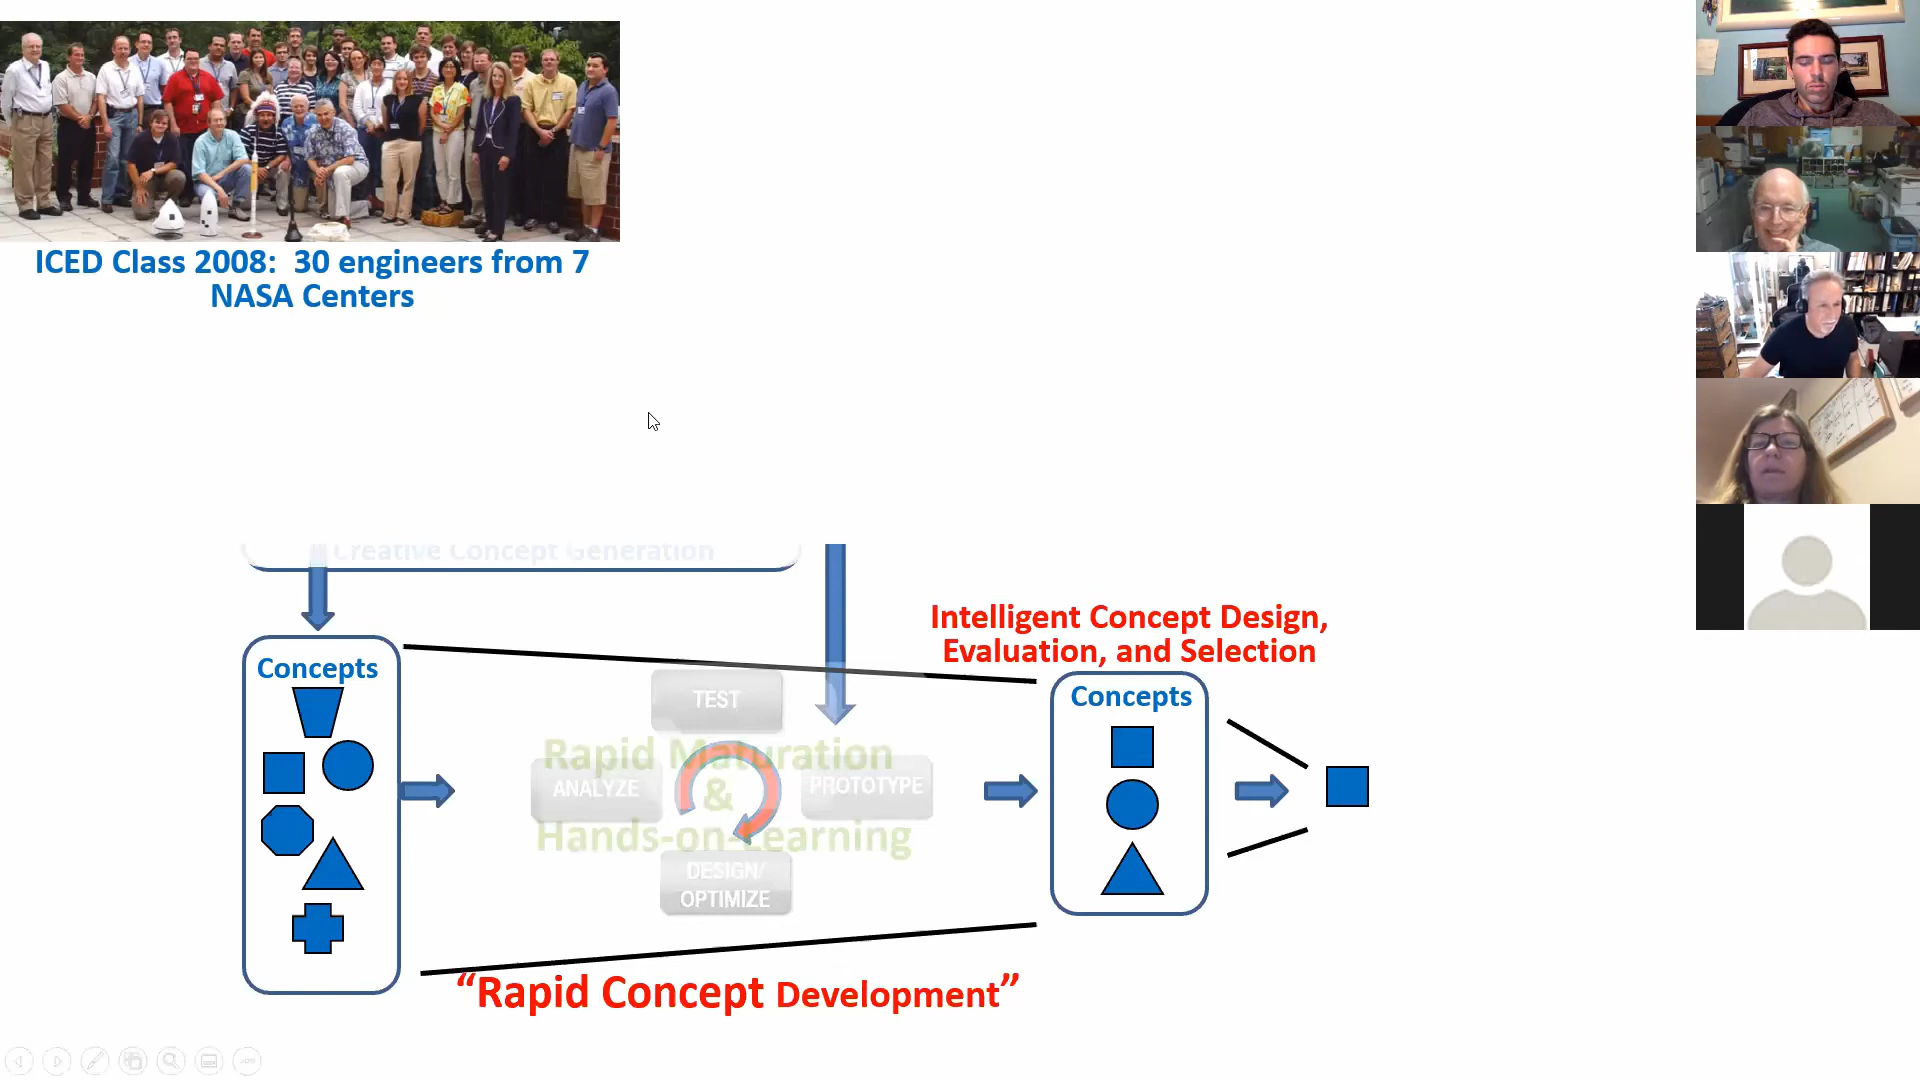 ICED Class 2008:  30 engineers from 7
NASA Centers
Creative Concept Generation
Intelligent Concept Design,
Evaluation, and Selection
Concepts
Concepts
TEST
Rapid Maturation
ANALYZE
&
PROTOTYPE
Hands-on-Learning
DESIGN/
OPTIMIZE
“Rapid Concept Development”